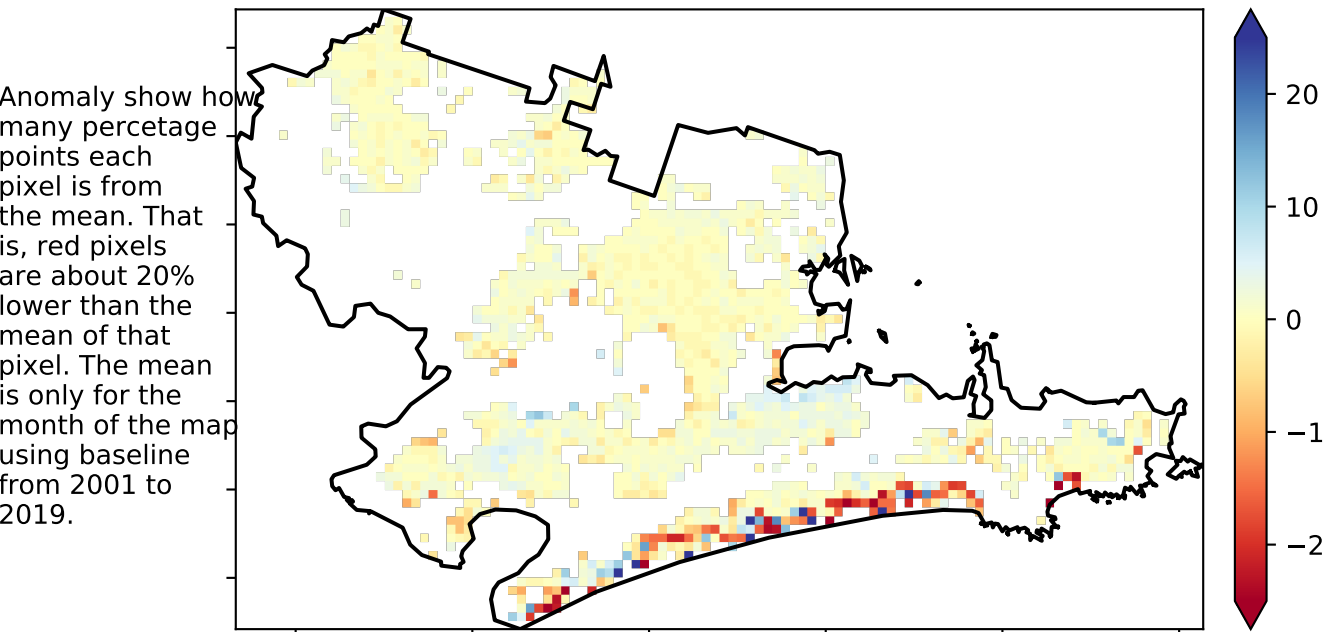 Anomaly show how
many percetage
points each
pixel is from
the mean. That
is, red pixels
are about 20%
lower than the
mean of that
pixel. The mean
is only for the
month of the map
using baseline
from 2001 to
2019.
20
10
0
−1
−2